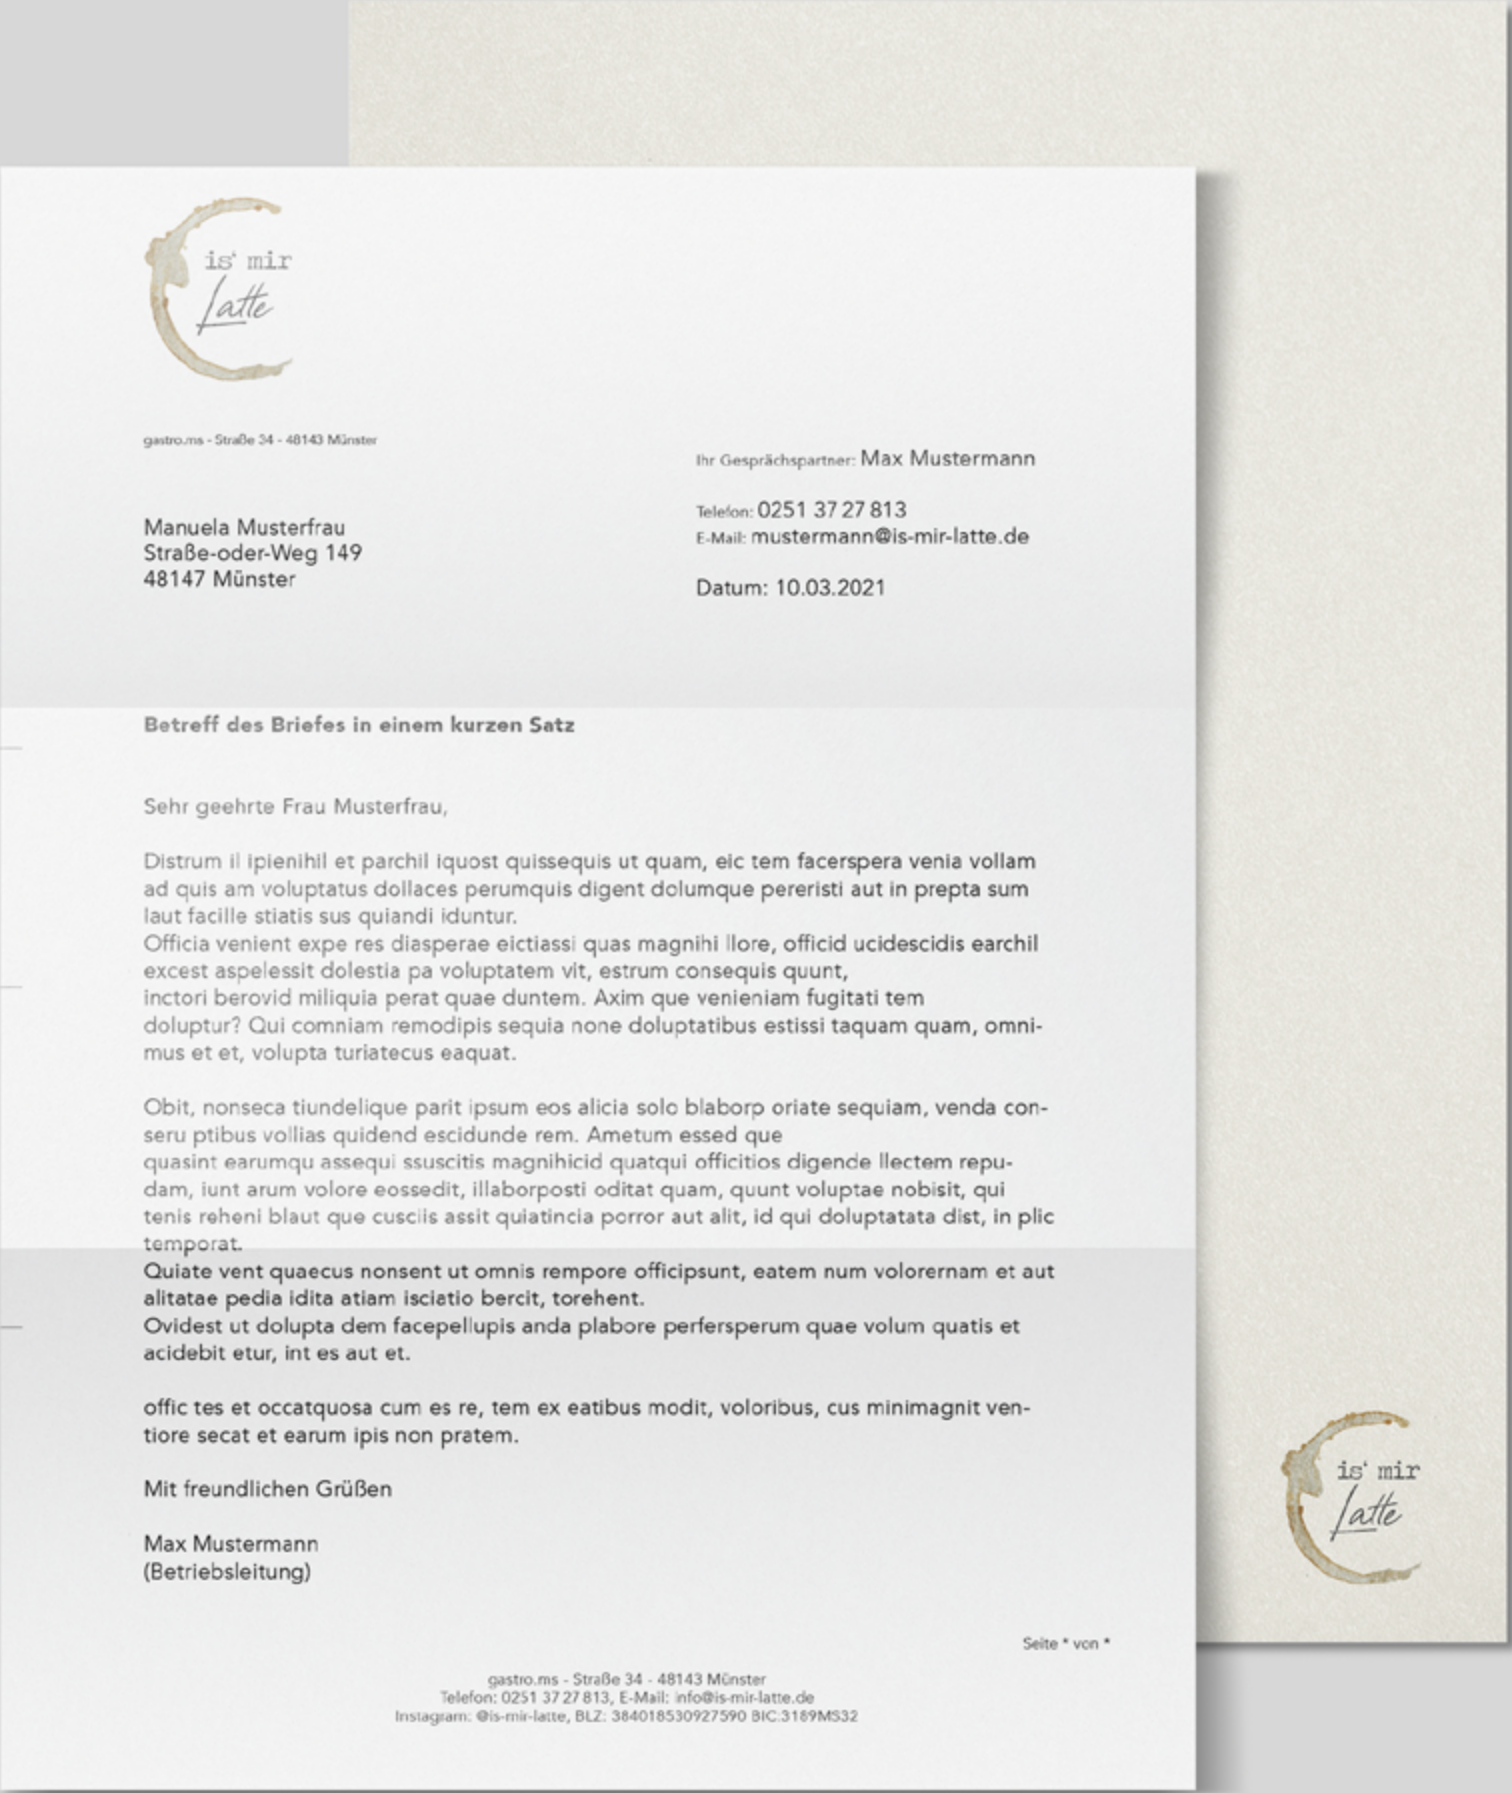 is' mir
Latte
gastro.ms - Straße 34 - 48143 Münster
Ihr Gesprächspartner: Max Mustermann
Telefon: 0251 37 27 813
E-Mail: mustermann@is-mir-latte.de
Datum: 10.03.2021
Manuela Musterfrau
Straße-oder-Weg 149
48147 Münster
Betreff des Briefes in einem kurzen Satz
Sehr geehrte Frau Musterfrau,
Distrum il ipienihil et parchil iquost quissequis ut quam, eic tem facerspera venia vollam
ad quis am voluptatus dollaces perumquis digent dolumque pereristi aut in prepta sum
laut facille stiatis sus quiandi iduntur.
Officia venient expe res diasperae eictiassi quas magnihi llore, officid ucidescidis earchil
excest aspelessit dolestia pa voluptatem vit, estrum consequis quunt,
inctori berovid miliquia perat quae duntem. Axim que venieniam fugitati tem
doluptur? Qui comniam remodipis sequia none doluptatibus estissi taquam quam, omni-
mus et et, volupta turiatecus eaquat.
Obit, nonseca tiundelique parit ipsum eos alicia solo blaborp oriate sequiam, venda con-
seru ptibus vollias quidend escidunde rem. Ametum essed que
quasint earumqu assequi ssuscitis magnihicid quatqui officitios digende llectem repu-
dam, iunt arum volore eossedit, illaborposti oditat quam, quunt voluptae nobisit, qui
tenis reheni blaut que cusciis assit quiatincia porror aut alit, id qui doluptatata dist, in plic
temporat.
Quiate vent quaecus nonsent ut omnis rempore officipsunt, eatem num volorernam et aut
alitatae pedia idita atiam isciatio bercit, torehent.
Ovidest ut dolupta dem facepellupis anda plabore perfersperum quae volum quatis et
acidebit etur, int es aut et.
offic tes et occatquosa cum es re, tem ex eatibus modit, voloribus, cus minimagnit ven-
tiore secat et earum ipis non pratem.
Mit freundlichen Grüßen
Max Mustermann
(Betriebsleitung)
Seite * von *
gastro.ms - Straße 34 - 48143 Münster
Telefon: 0251 37 27 813, E-Mail: info@is-mir-latte.de
Instagram: @is-mir-latte, BLZ: 384018530927590 BIC:3189MS32
is' mir
Latte